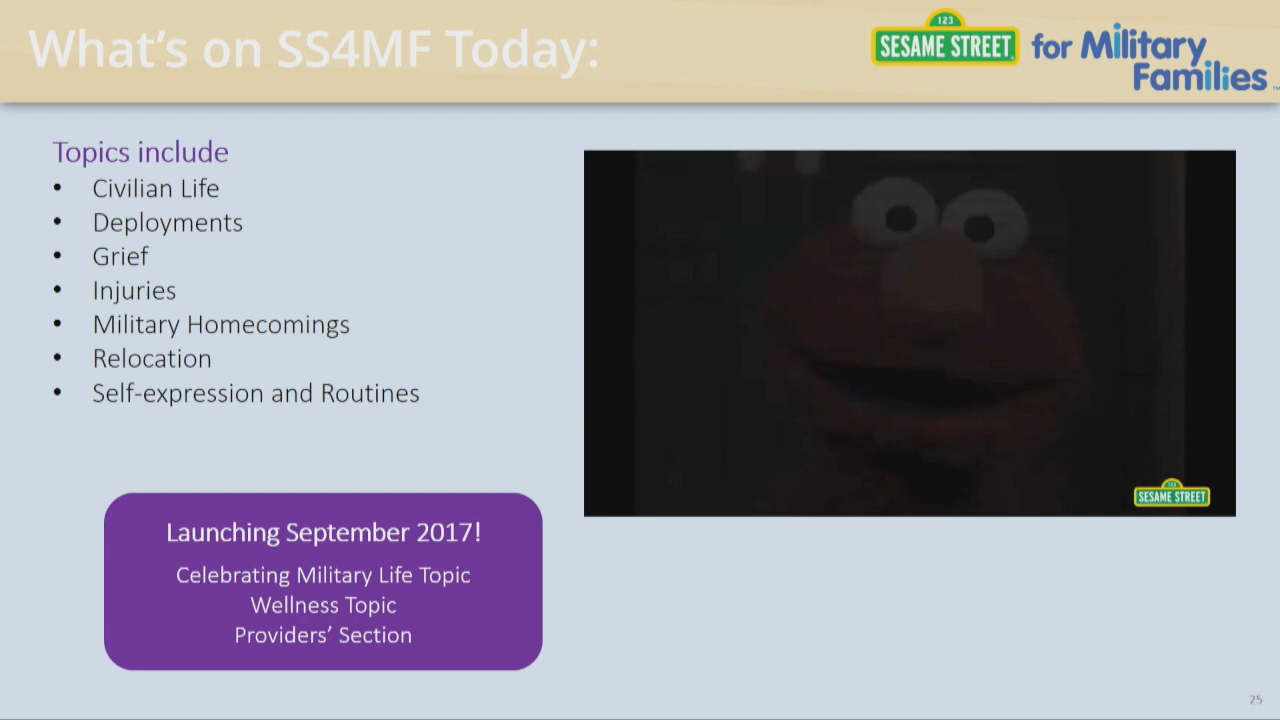 What's on SS4MF Today:
123
SESAME STREET
for Military
Families
TM
Topics include
• Civilian Life
• Deployments
• Grief
• Injuries
• Military Homecomings
• Relocation
• Self-expression and Routines
SESAME STREET
Launching September 2017!
Celebrating Military Life Topic
Wellness Topic
Providers' Section
25